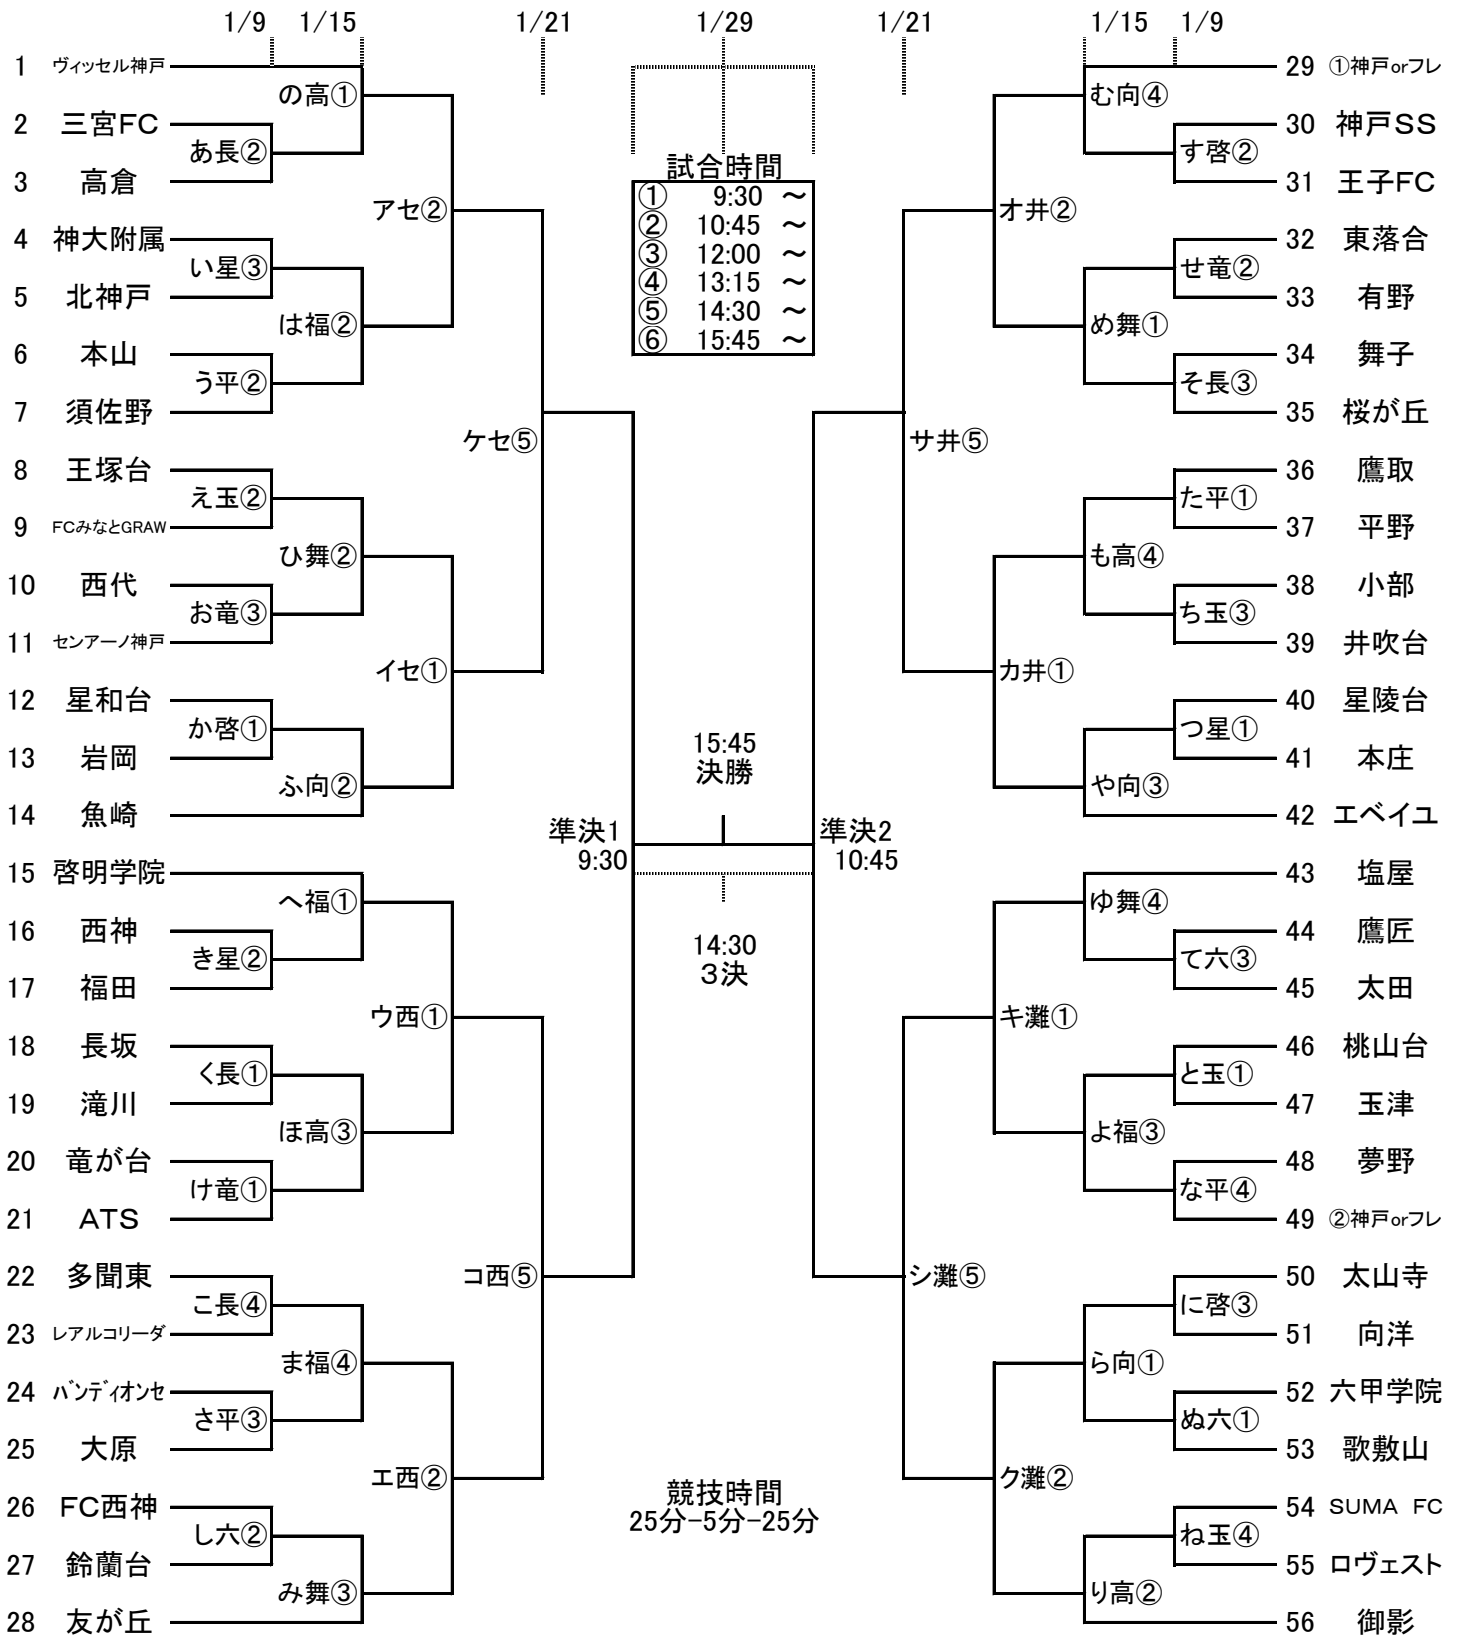 1/9 1/15 1/21 1/29 1/21 1/15 1/9
1 ヴィッセル神戸
の高①
2 三宮FC
あ長②
3 高倉
アセ②
4 神大附属
い星③
5 北神戸
は福②
6 本山
う平②
7 須佐野
ケセ⑤
8 王塚台
え玉②
9 FCみなとGRAW
ひ舞②
10 西代
お竜③
11 センアーノ神戸
イセ①
12 星和台
か啓①
13 岩岡
ふ向②
14 魚崎
15 啓明学院
へ福①
16 西神
き星②
17 福田
ウ西①
18 長坂
く長①
19 滝川
ほ高③
20 竜が台
け竜①
21 ATS
コ西⑤
22 多聞東
こ長④
23 レアルコリーダ
ま福④
24 バンディオンセ
さ平③
25 大原
エ西②
26 FC西神
し六②
27 鈴蘭台
み舞③
28 友が丘
試合時間
① 9:30 ~
② 10:45 ~
③ 12:00 ~
④ 13:15 ~
⑤ 14:30 ~
⑥ 15:45 ~
15:45
決勝
準決1
9:30
準決2
10:45
14:30
3決
競技時間
25分-5分-25分
29 ①神戸orフレ
む向④
30 神戸SS
す啓②
31 王子FC
オ井②
32 東落合
せ竜②
33 有野
め舞①
34 舞子
そ長③
35 桜が丘
サ井⑤
36 鷹取
た平①
37 平野
も高④
38 小部
ち玉③
39 井吹台
カ井①
40 星陵台
つ星①
41 本庄
や向③
42 エベイユ
43 塩屋
ゆ舞④
44 鷹匠
て六③
45 太田
キ灘①
46 桃山台
と玉①
47 玉津
よ福③
48 夢野
な平④
49 ②神戸orフレ
シ灘⑤
50 太山寺
に啓③
51 向洋
ら向①
52 六甲学院
ぬ六①
53 歌敷山
ク灘②
54 SUMA FC
ね玉④
55 ロヴェスト
り高②
56 御影